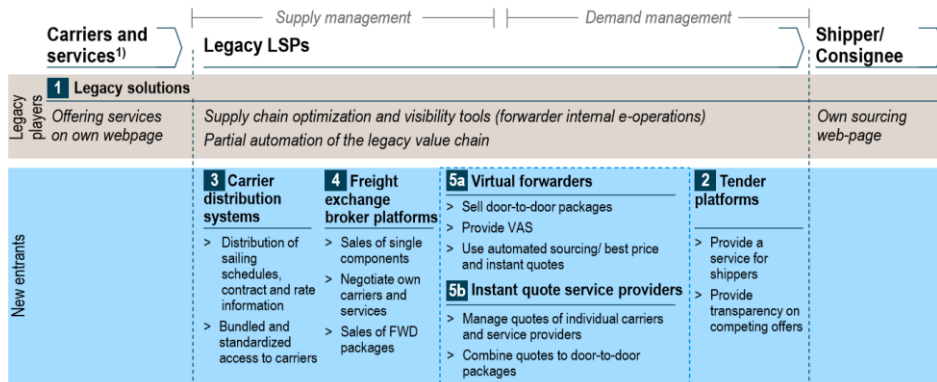 Supply management
Demand management
Carriers and
services1)
Legacy LSPs
Shipper/
Consignee
Legacy
players
1 Legacy solutions
Offering services
on own webpage
Supply chain optimization and visibility tools (forwarder internal e-operations)
Partial automation of the legacy value chain
Own sourcing
web-page
New entrants
3 Carrier
distribution
systems
> Distribution of
sailing
schedules,
contract and rate
information
> Bundled and
standardized
access to carriers
4 Freight
exchange
broker platforms
> Sales of single
components
> Negotiate own
carriers and
services
> Sales of FWD
packages
5a Virtual forwarders
> Sell door-to-door packages
> Provide VAS
> Use automated sourcing/ best price
and instant quotes
5b Instant quote service providers
> Manage quotes of individual carriers
and service providers
> Combine quotes to door-to-door
packages
2 Tender
platforms
> Provide a
service for
shippers
> Provide
transparency on
competing offers